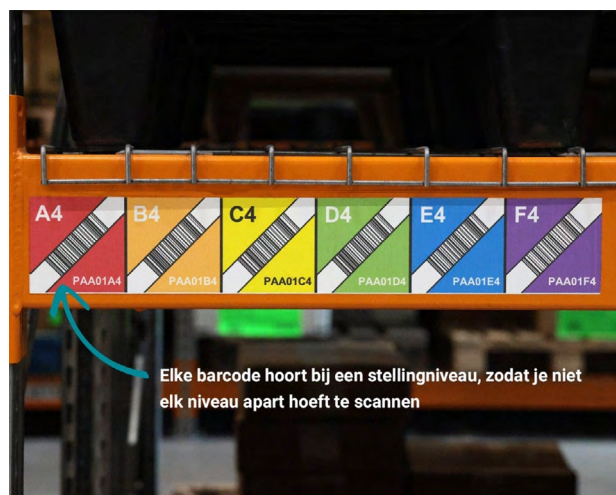 A4 B4 C4 D4 E4 F4
PAA01A4 PAA01B4 PAA01C4 PAA01D4 PAA01E4 PAA01F4
Elke barcode hoort bij een stellingniveau, zodat je niet
elk niveau apart hoeft te scannen